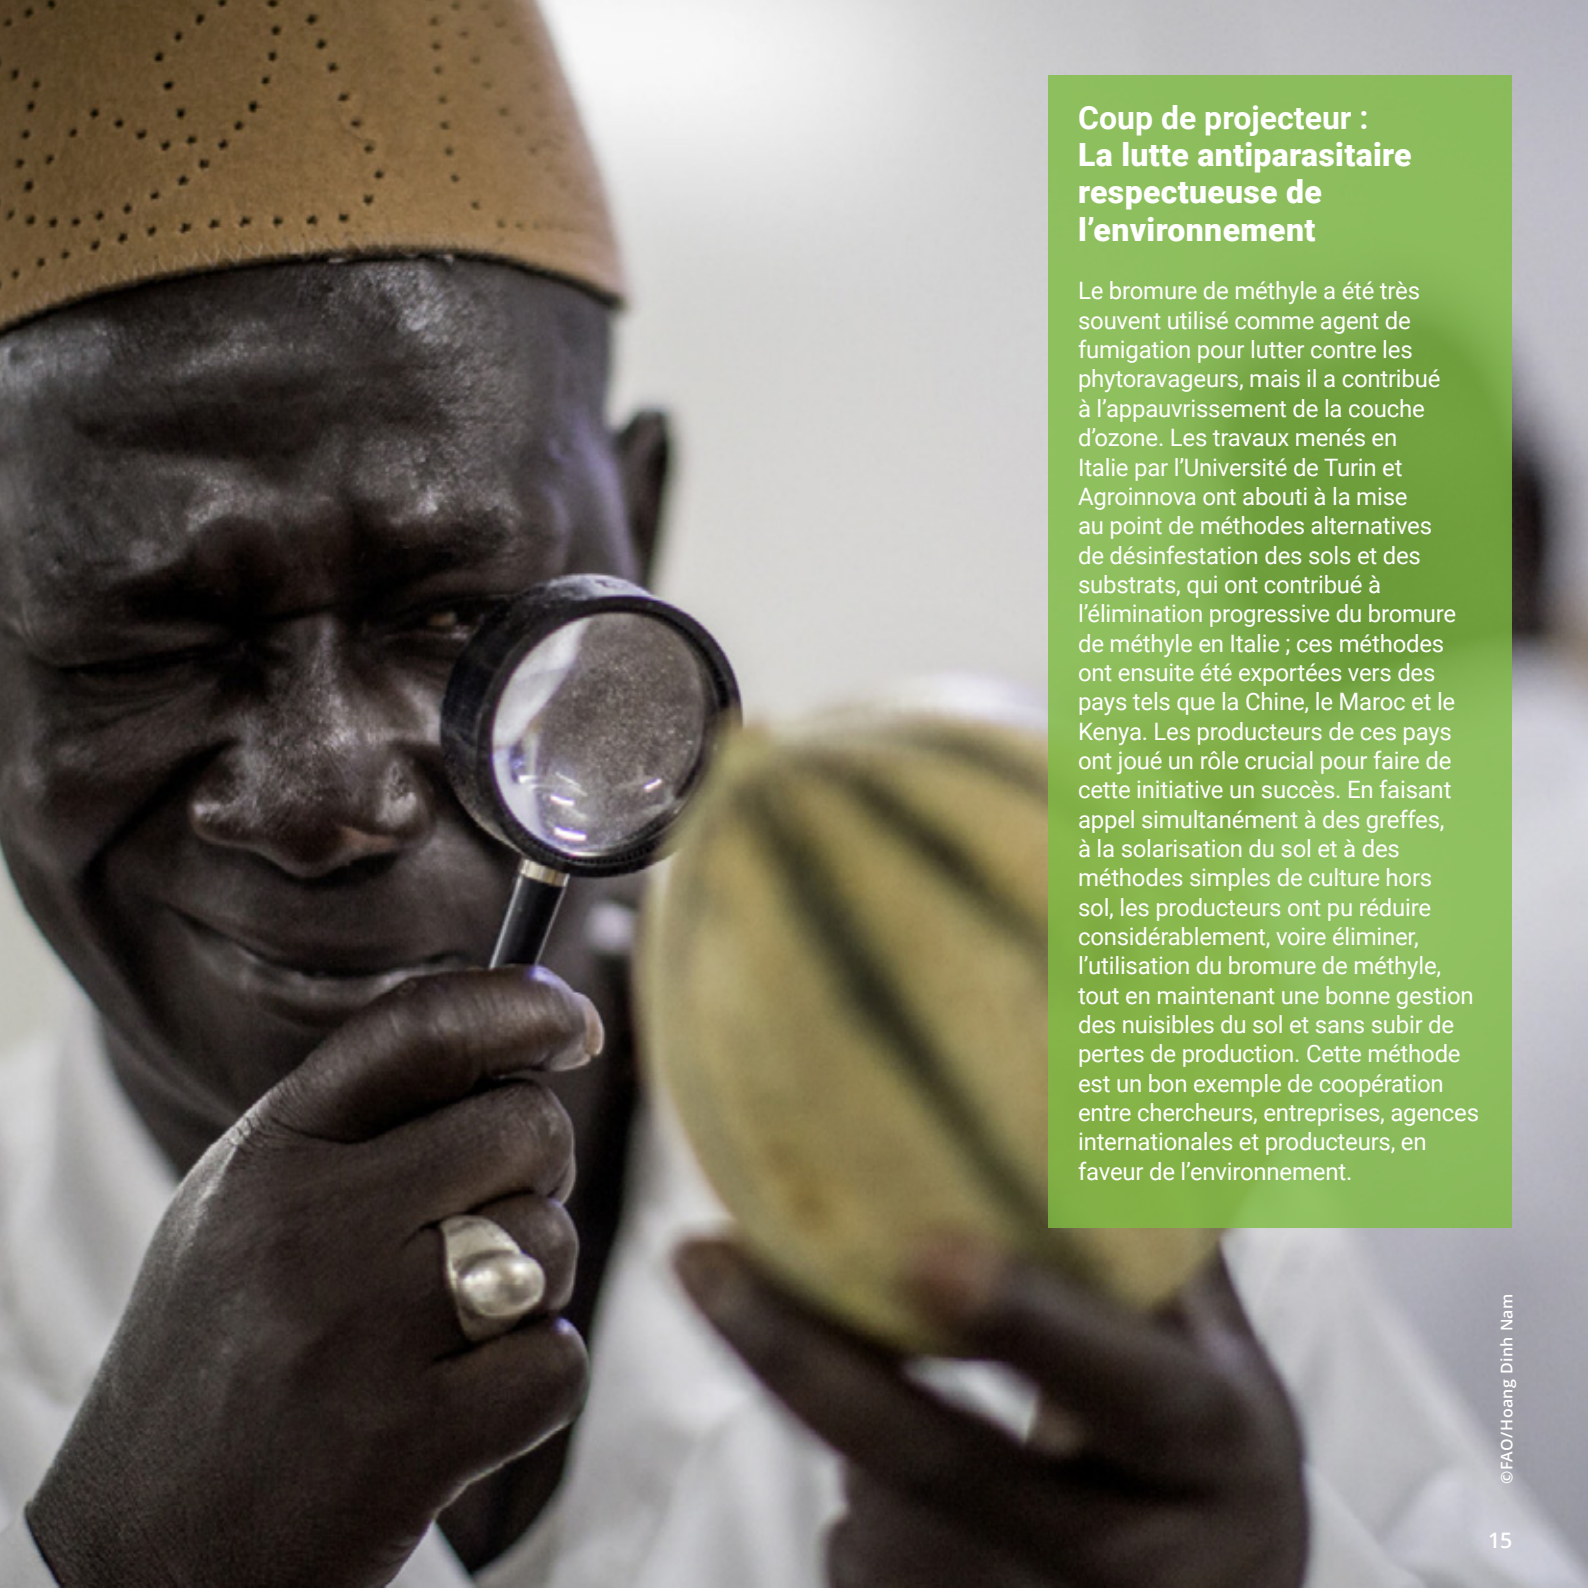 Coup de projecteur :
La lutte antiparasitaire
respectueuse de
l’environnement
Le bromure de méthyle a été très
souvent utilisé comme agent de
fumigation pour lutter contre les
phytoravageurs, mais il a contribué
à l’appauvrissement de la couche
d’ozone. Les travaux menés en
Italie par l’Université de Turin et
Agroinnova ont abouti à la mise
au point de méthodes alternatives
de désinfestation des sols et des
substrats, qui ont contribué à
l’élimination progressive du bromure
de méthyle en Italie ; ces méthodes
ont ensuite été exportées vers des
pays tels que la Chine, le Maroc et le
Kenya. Les producteurs de ces pays
ont joué un rôle crucial pour faire de
cette initiative un succès. En faisant
appel simultanément à des greffes,
à la solarisation du sol et à des
méthodes simples de culture hors
sol, les producteurs ont pu réduire
considérablement, voire éliminer,
l’utilisation du bromure de méthyle,
tout en maintenant une bonne gestion
des nuisibles du sol et sans subir de
pertes de production. Cette méthode
est un bon exemple de coopération
entre chercheurs, entreprises, agences
internationales et producteurs, en
faveur de l’environnement.
©FAO/Hoang Dinh Nam
15